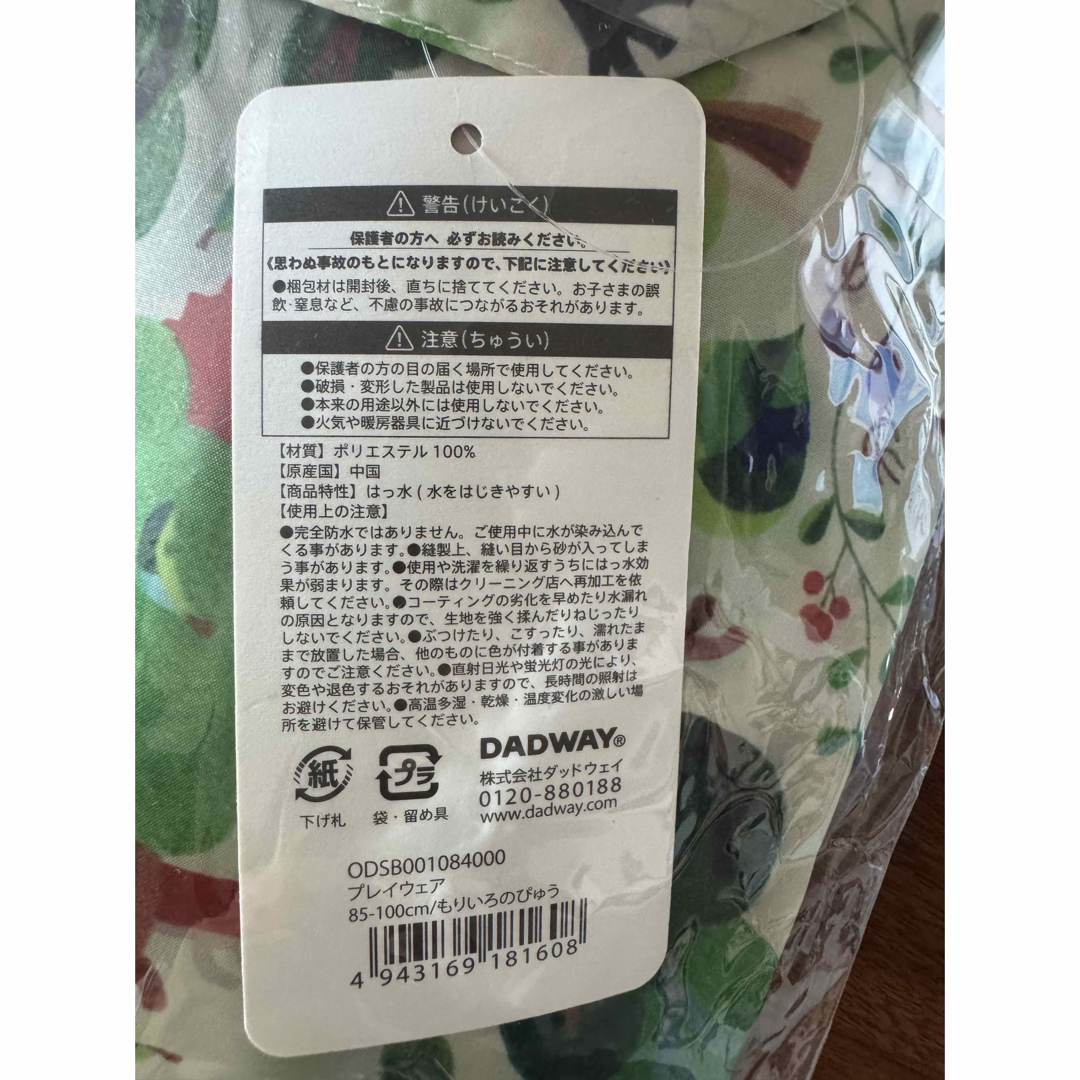 ⚠ 警告(けいこく)
保護者の方へ 必ずお読みください。
《思わぬ事故のもとになりますので、下記に注意してください》
●梱包材は開封後、直ちに捨ててください。お子さまの誤
飲·窒息など、不慮の事故につながるおそれがあります。
⚠ 注意(ちゅうい)
●保護者の方の目の届く場所で使用してください。
●破損・変形した製品は使用しないでください。
●本来の用途以外には使用しないでください。
●火気や暖房器具に近づけないでください。
【材質】ポリエステル 100%
【原産国】中国
【商品特性】はっ水 ( 水をはじきやすい )
【使用上の注意】
●完全防水ではありません。ご使用中に水が染み込んで
くる事があります。●縫製上、縫い目から砂が入ってしま
う事があります。●使用や洗濯を繰り返すうちにはっ水効
果が弱まります。その際はクリーニング店へ再加工を依
頼してください。●コーティングの劣化を早めたり水漏れ
の原因となりますので、生地を強く揉んだりねじったり
しないでください。●ぶつけたり、こすったり、濡れたま
まで放置した場合、他のものに色が付着する事がありま
すのでご注意ください。●直射日光や蛍光灯の光により、
変色や退色するおそれがありますので、長時間の照射は
お避けください。●高温多湿・乾燥・温度変化の激しい場
所を避けて保管してください。
紙
下げ札
プラ
袋・留め具
DADWAY®
株式会社ダッドウェイ
0120-880188
www.dadway.com
ODSB001084000
プレイウェア
85-100cm/もりいろのぴゅう
4 943169 181608